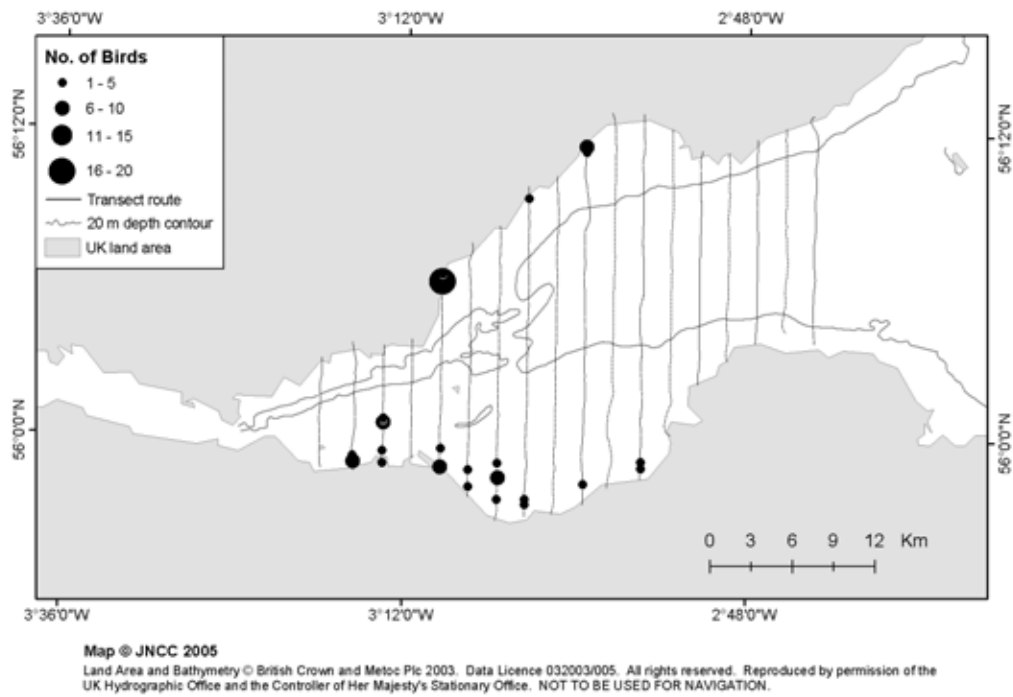 3°36'0"W 3°12'0"W 2°48'0"W
No. of Birds
1 - 5
6 - 10
11 - 15
16 - 20
Transect route
20 m depth contour
UK land area
56°12'0"N
56°12'0"N
56°0'0"N
56°0'0"N
0 3 6 9 12 Km
3°36'0"W 3°12'0"W 2°48'0"W
Map © JNCC 2005
Land Area and Bathymetry © British Crown and Metoc Plc 2003. Data Licence 032003/005. All rights reserved. Reproduced by permission of the
UK Hydrographic Office and the Controller of Her Majesty's Stationary Office. NOT TO BE USED FOR NAVIGATION.